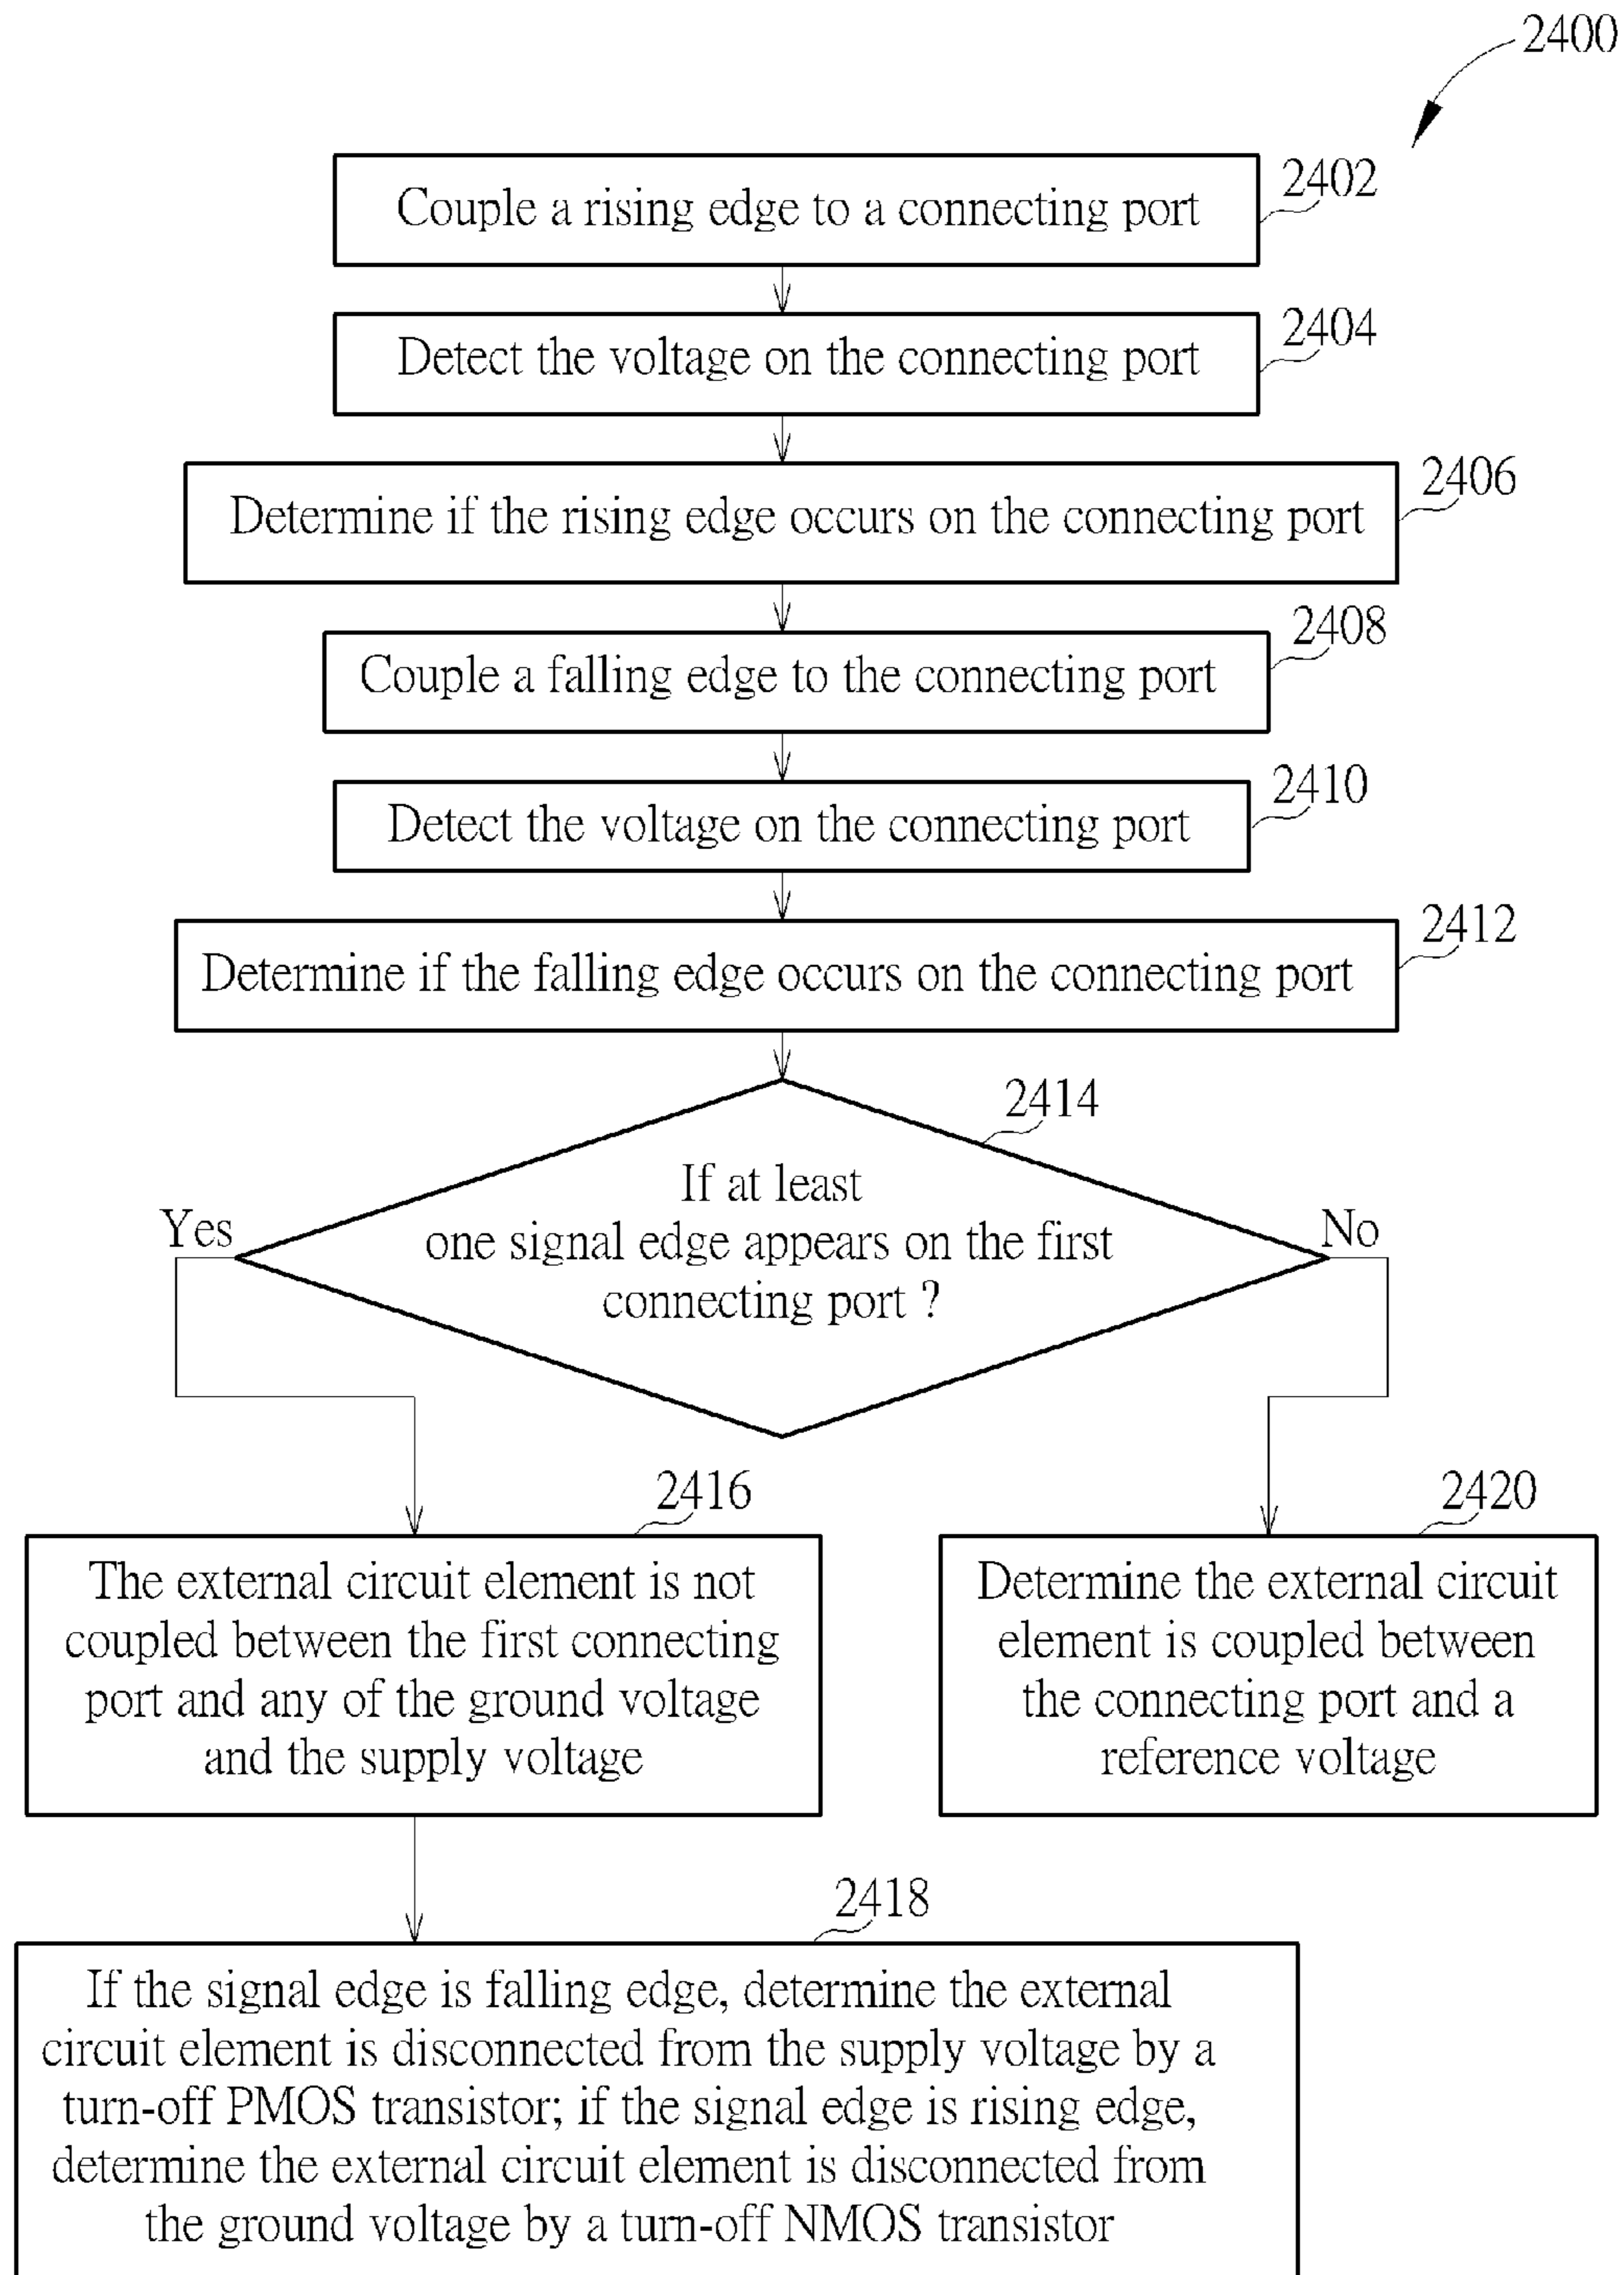 2400
2402
Couple a rising edge to a connecting port
2404
Detect the voltage on the connecting port
2406
Determine if the rising edge occurs on the connecting port
2408
Couple a falling edge to the connecting port
2410
Detect the voltage on the connecting port
2412
Determine if the falling edge occurs on the connecting port
2414
If at least
one signal edge appears on the first
connecting port ?
Yes
No
2416
The external circuit element is not
coupled between the first connecting
port and any of the ground voltage
and the supply voltage
2420
Determine the external circuit
element is coupled between
the connecting port and a
reference voltage
2418
If the signal edge is falling edge, determine the external
circuit element is disconnected from the supply voltage by a
turn-off PMOS transistor; if the signal edge is rising edge,
determine the external circuit element is disconnected from
the ground voltage by a turn-off NMOS transistor